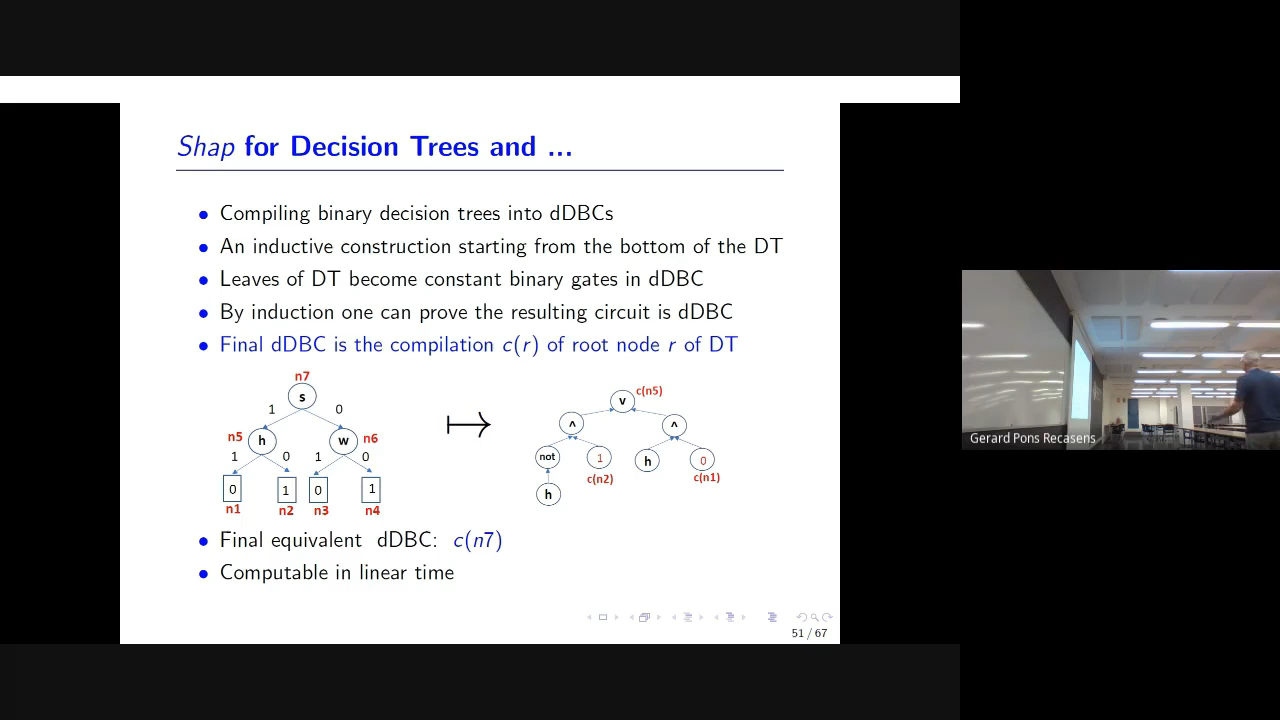 Shap for Decision Trees and ...
• Compiling binary decision trees into dDBCs
• An inductive construction starting from the bottom of the DT
• Leaves of DT become constant binary gates in dDBC
• By induction one can prove the resulting circuit is dDBC
• Final dDBC is the compilation c(r) of root node r of DT
n7
s
1 0
n5 h w n6
1 0 1 0
0 1 0 1
n1 n2 n3 n4
↦
v c(n5)
^ ^
not 1 h 0
c(n2) c(n1)
h
• Final equivalent dDBC: c(n7)
• Computable in linear time
51 / 67
Gerard Pons Recasens